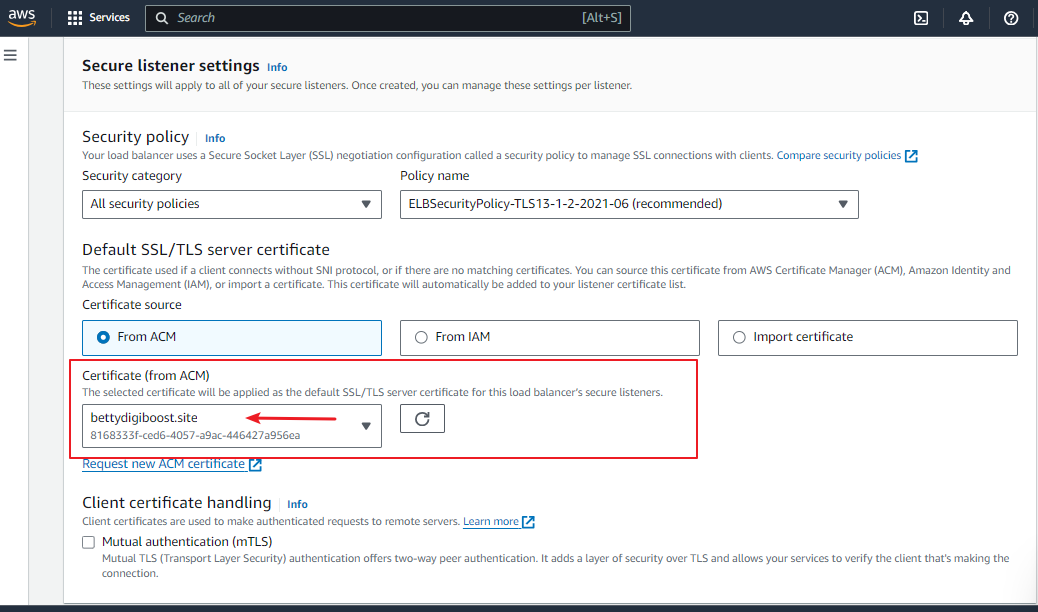 aws
Services
Search
[Alt+S]
Secure listener settings Info
These settings will apply to all of your secure listeners. Once created, you can manage these settings per listener.
Security policy Info
Your load balancer uses a Secure Socket Layer (SSL) negotiation configuration called a security policy to manage SSL connections with clients. Compare security policies
Security category
Policy name
All security policies
ELBSecurityPolicy-TLS13-1-2-2021-06 (recommended)
Default SSL/TLS server certificate
The certificate used if a client connects without SNI protocol, or if there are no matching certificates. You can source this certificate from AWS Certificate Manager (ACM), Amazon Identity and
Access Management (IAM), or import a certificate. This certificate will automatically be added to your listener certificate list.
Certificate source
From ACM
From IAM
Import certificate
Certificate (from ACM)
The selected certificate will be applied as the default SSL/TLS server certificate for this load balancer's secure listeners.
bettydigiboost.site
8168333f-ced6-4057-a9ac-446427a956ea
Request new ACM certificate
Client certificate handling Info
Client certificates are used to make authenticated requests to remote servers. Learn more
Mutual authentication (mTLS)
Mutual TLS (Transport Layer Security) authentication offers two-way peer authentication. It adds a layer of security over TLS and allows your services to verify the client that's making the
connection.